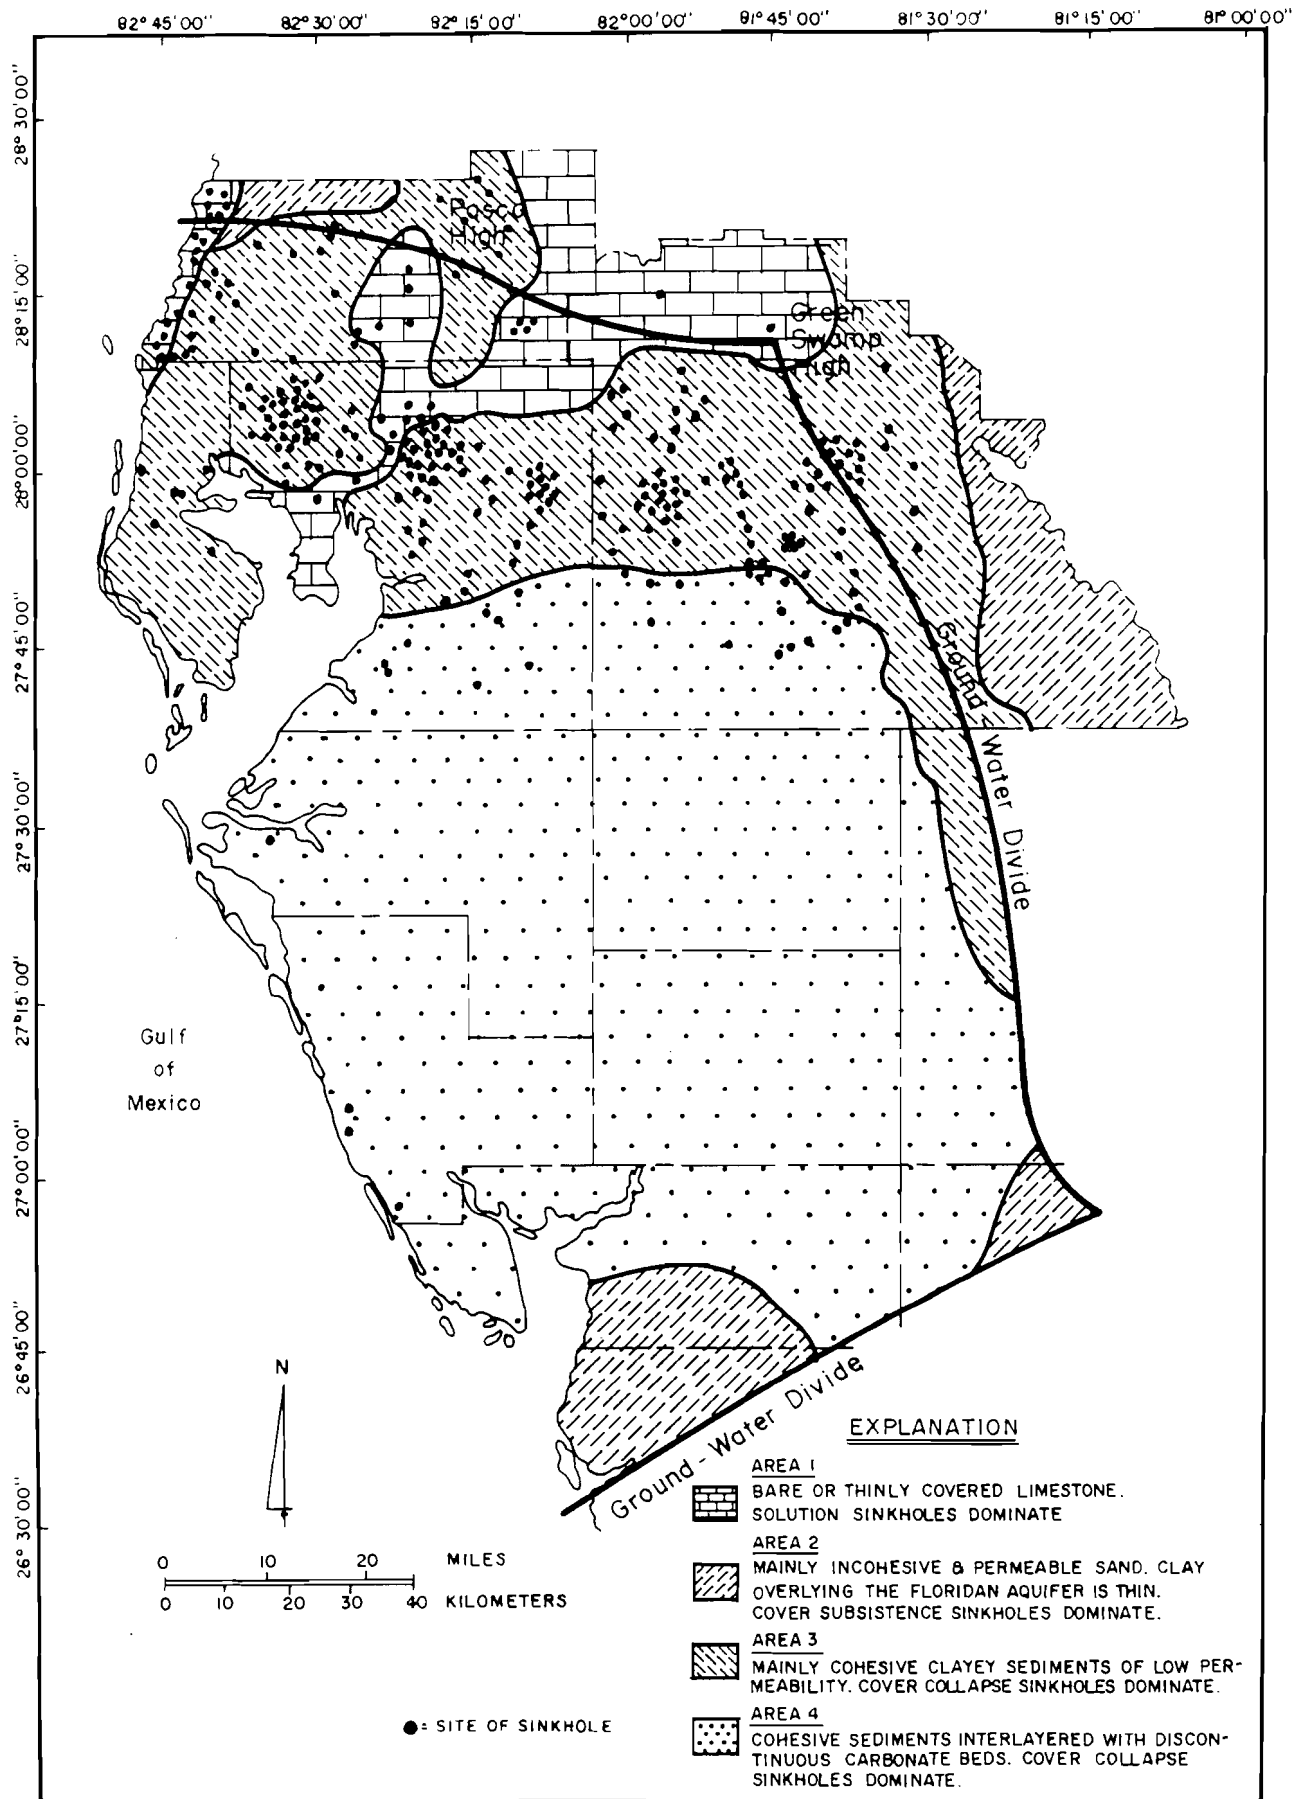 82° 45' 00"
82° 30' 00"
82° 15' 00"
82° 00' 00"
81° 45' 00"
81° 30' 00"
81° 15' 00"
81° 00' 00"
28° 30' 00"
28° 15' 00"
28° 00' 00"
27° 45' 00"
27° 30' 00"
27° 15' 00"
27° 00' 00"
26° 45' 00"
26° 30' 00"
Pasco
High
Green
Swamp
High
Ground-Water Divide
Gulf
of
Mexico
Ground-Water Divide
N
0 10 20 MILES
0 10 20 30 40 KILOMETERS
= SITE OF SINKHOLE
EXPLANATION
AREA 1
BARE OR THINLY COVERED LIMESTONE.
SOLUTION SINKHOLES DOMINATE
AREA 2
MAINLY INCOHESIVE & PERMEABLE SAND. CLAY
OVERLYING THE FLORIDAN AQUIFER IS THIN.
COVER SUBSISTENCE SINKHOLES DOMINATE.
AREA 3
MAINLY COHESIVE CLAYEY SEDIMENTS OF LOW PER-
MEABILITY. COVER COLLAPSE SINKHOLES DOMINATE.
AREA 4
COHESIVE SEDIMENTS INTERLAYERED WITH DISCON-
TINUOUS CARBONATE BEDS. COVER COLLAPSE
SINKHOLES DOMINATE.